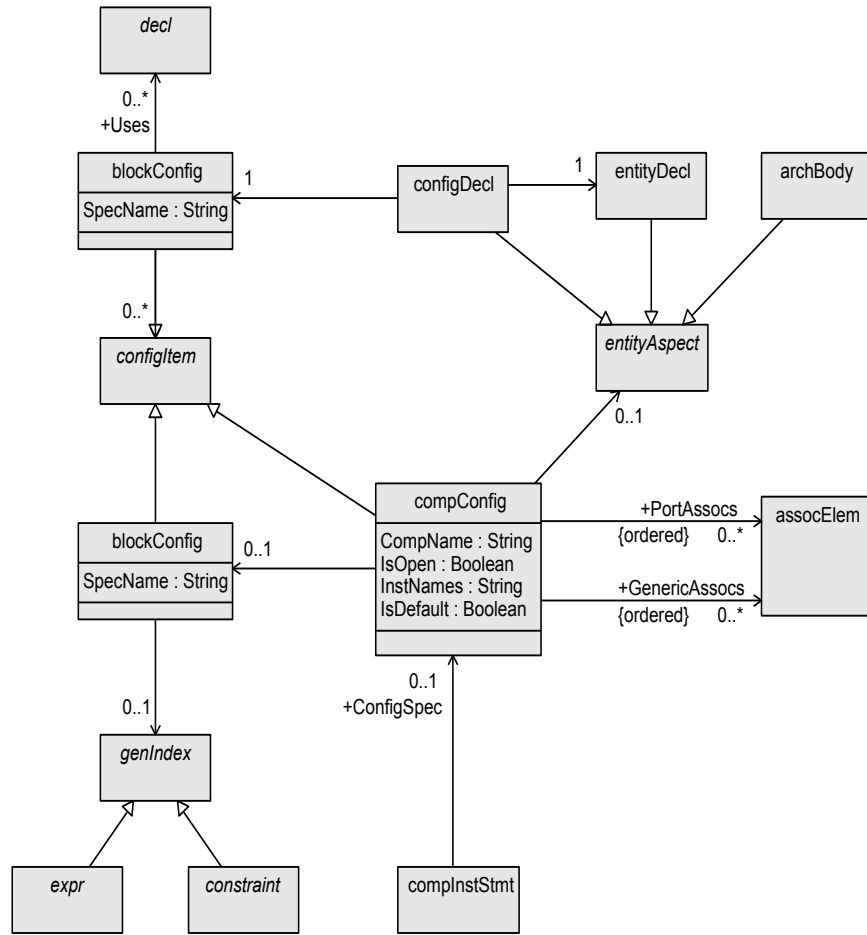 decl
0..*
+Uses
blockConfig
SpecName : String
1
configDecl
1
entityDecl
archBody
0..*
configItem
entityAspect
0..1
compConfig
CompName : String
IsOpen : Boolean
InstNames : String
IsDefault : Boolean
+PortAssocs
{ordered} 0..*
+GenericAssocs
{ordered} 0..*
assocElem
blockConfig
SpecName : String
0..1
0..1
0..1
+ConfigSpec
genIndex
expr
constraint
compInstStmt